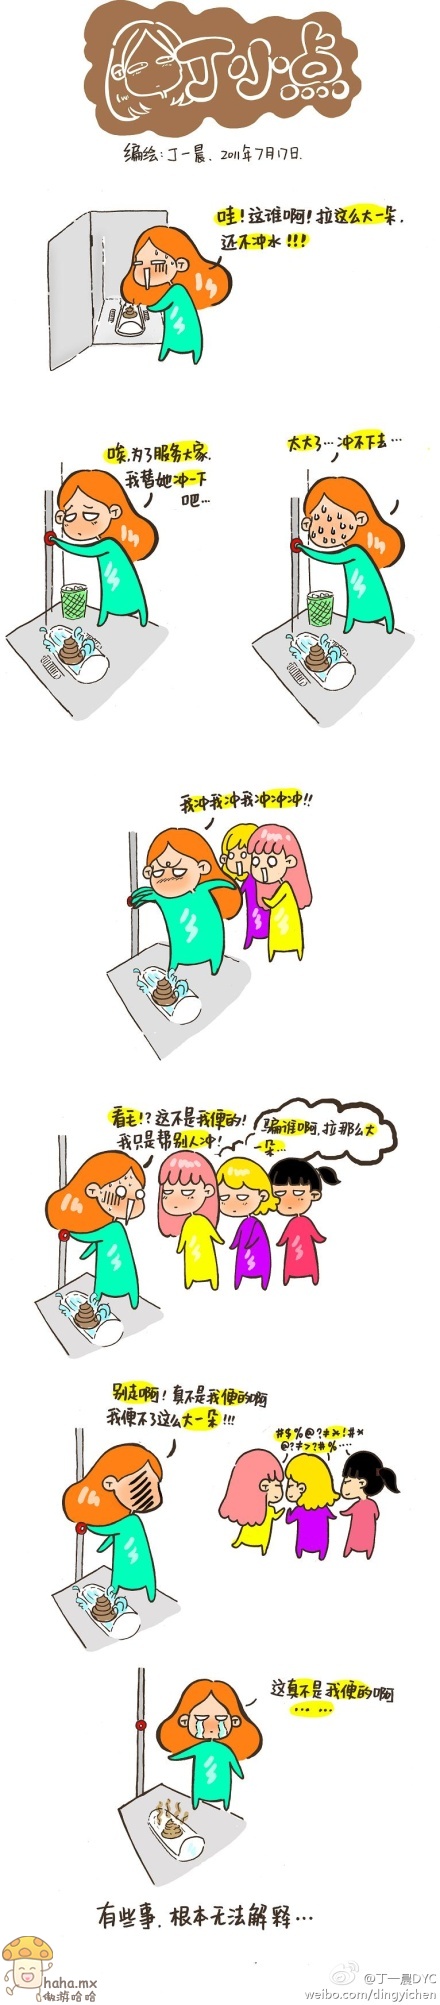 丁小点
编绘:丁一晨. 2011年7月17日.
哇!这谁啊!拉这么大一朵,
还不冲水!!!
唉,为了服务大家,
我替她冲一下
吧…
太大了…冲不下去…
我冲我冲我冲冲冲!!
看毛!?这不是我便的!
我只是帮别人冲!
骗谁啊,拉那么大
一朵…
别走啊!真不是我便的啊
我便不了这么大一朵!!!
#$%@?≠*!#*
@?≠>?#%…
这真不是我便的啊
… …
有些事,根本无法解释…
haha.mx
傲游哈哈
@丁一晨DYC
weibo.com/dingyichen